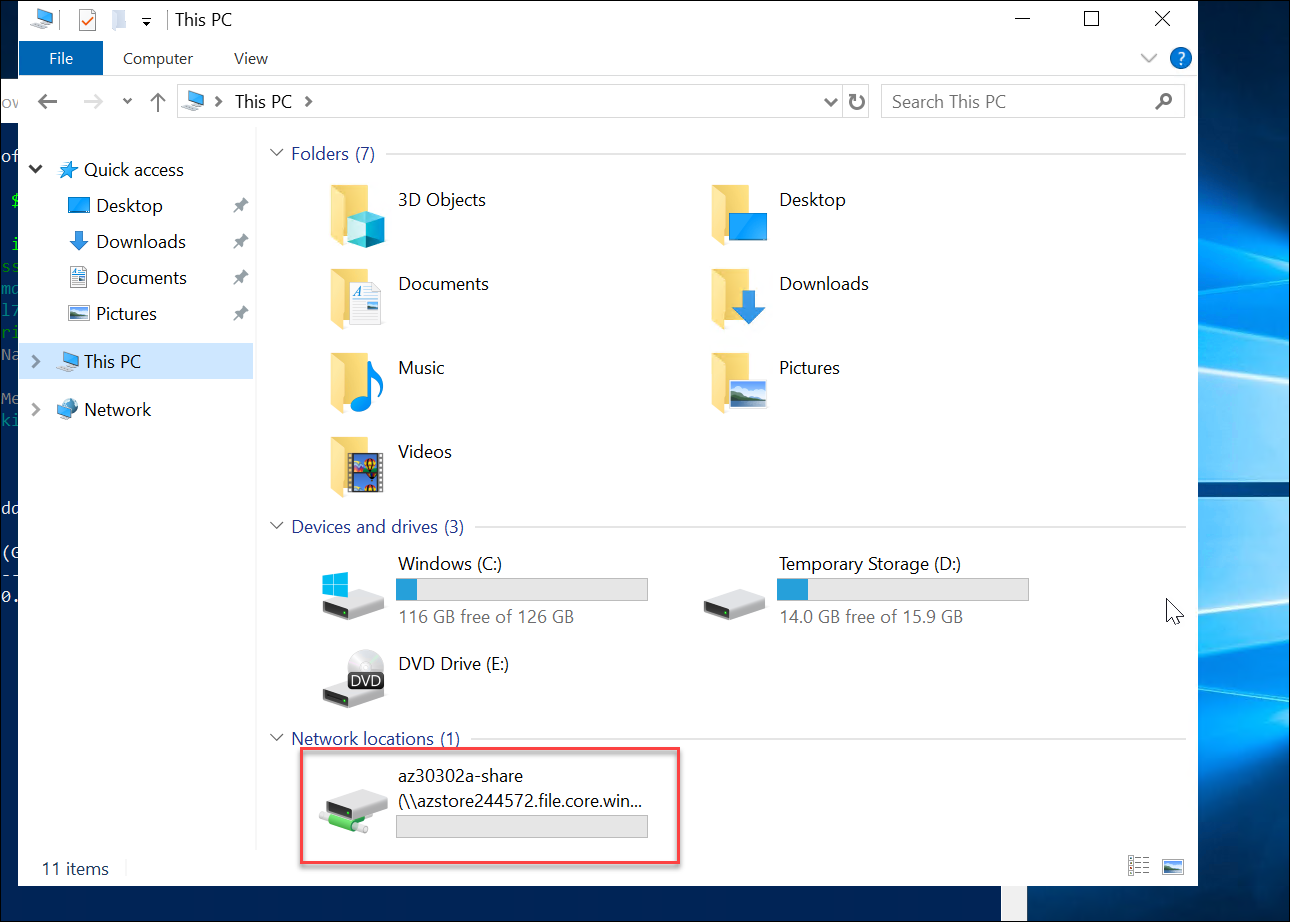 This PC
File
Computer
View
?
This PC
Search This PC
Quick access
Desktop
Downloads
Documents
Pictures
This PC
Network
Folders (7)
3D Objects
Desktop
Documents
Downloads
Music
Pictures
Videos
Devices and drives (3)
Windows (C:)
116 GB free of 126 GB
Temporary Storage (D:)
14.0 GB free of 15.9 GB
DVD
DVD Drive (E:)
Network locations (1)
az30302a-share
(\\azstore244572.file.core.win...
11 items